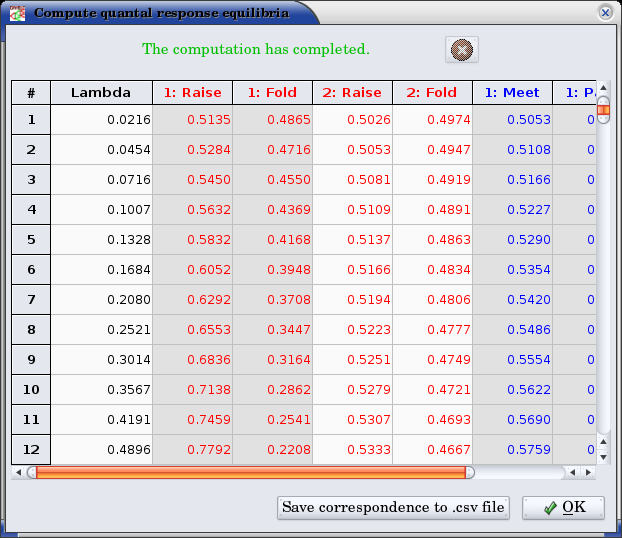 Compute quantal response equilibria
The computation has completed.
# Lambda 1: Raise 1: Fold 2: Raise 2: Fold 1: Meet 1: P
1 0.0216 0.5135 0.4865 0.5026 0.4974 0.5053 0
2 0.0454 0.5284 0.4716 0.5053 0.4947 0.5108 0
3 0.0716 0.5450 0.4550 0.5081 0.4919 0.5166 0
4 0.1007 0.5632 0.4369 0.5109 0.4891 0.5227 0
5 0.1328 0.5832 0.4168 0.5137 0.4863 0.5290 0
6 0.1684 0.6052 0.3948 0.5166 0.4834 0.5354 0
7 0.2080 0.6292 0.3708 0.5194 0.4806 0.5420 0
8 0.2521 0.6553 0.3447 0.5223 0.4777 0.5486 0
9 0.3014 0.6836 0.3164 0.5251 0.4749 0.5554 0
10 0.3567 0.7138 0.2862 0.5279 0.4721 0.5622 0
11 0.4191 0.7459 0.2541 0.5307 0.4693 0.5690 0
12 0.4896 0.7792 0.2208 0.5333 0.4667 0.5759 0
Save correspondence to .csv file OK